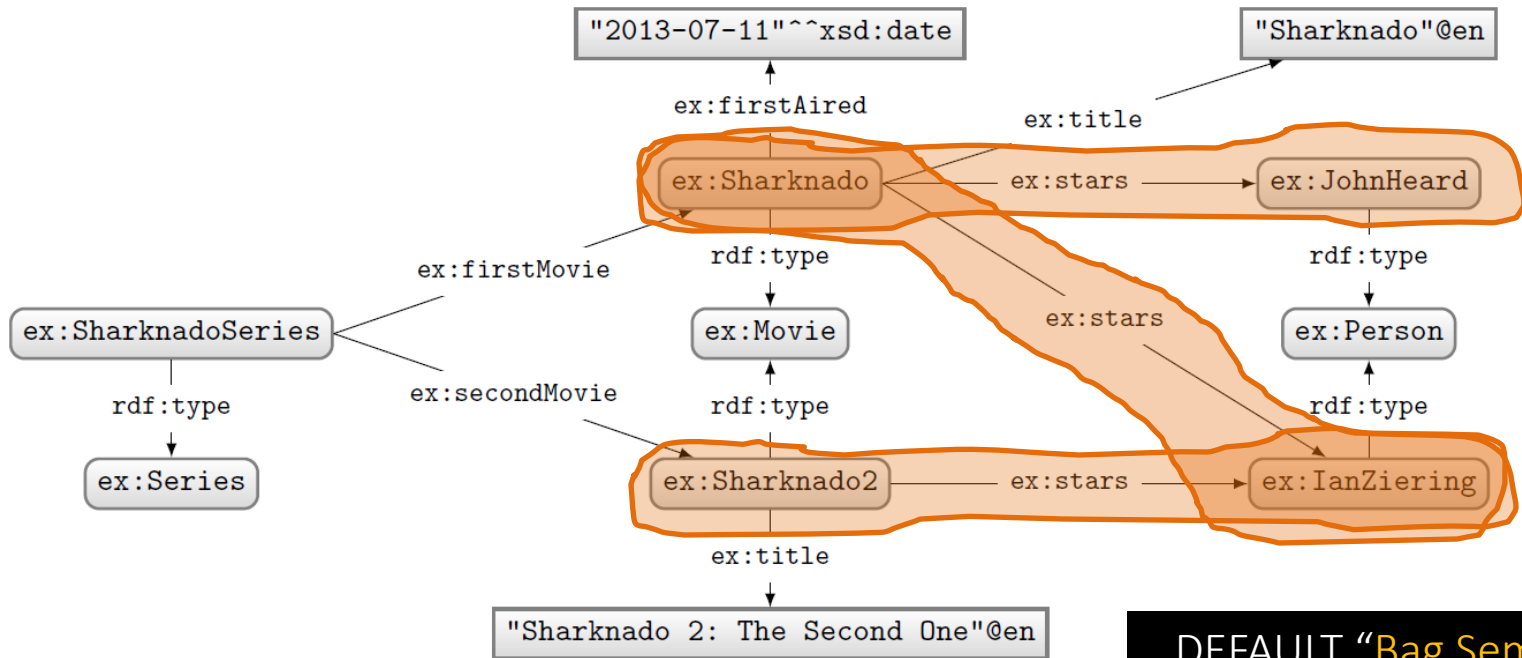 "2013-07-11"^^xsd:date
"Sharknado"@en
ex:firstAired
ex:title
ex:Sharknado
ex:stars
ex:JohnHeard
rdf:type
rdf:type
ex:firstMovie
ex:stars
ex:SharknadoSeries
ex:Movie
ex:Person
ex:secondMovie
rdf:type
rdf:type
rdf:type
ex:Series
ex:Sharknado2
ex:stars
ex:IanZiering
ex:title
"Sharknado 2: The Second One"@en
DEFAULT "Bag